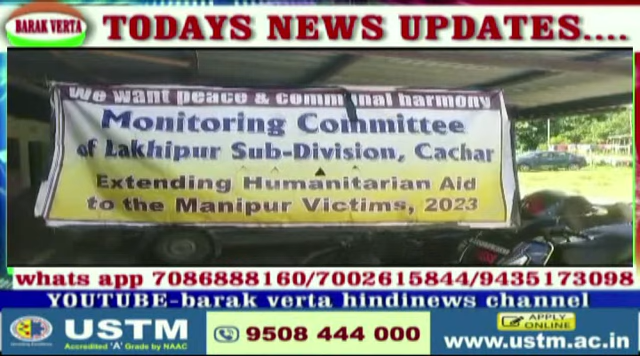 BARAK VERTA
TODAYS NEWS UPDATES....
We want peace & communal harmony
Monitoring Committee
of Lakhipur Sub-Division, Cachar
Extending Humanitarian Aid
to the Manipur Victims, 2023
whats app 7086888160/7002615844/9435173098
YOUTUBE-barak verta hindinews channel
USTM
Accredited 'A' Grade by NAAC
9508 444 000
APPLY
ONLINE
www.ustm.ac.in